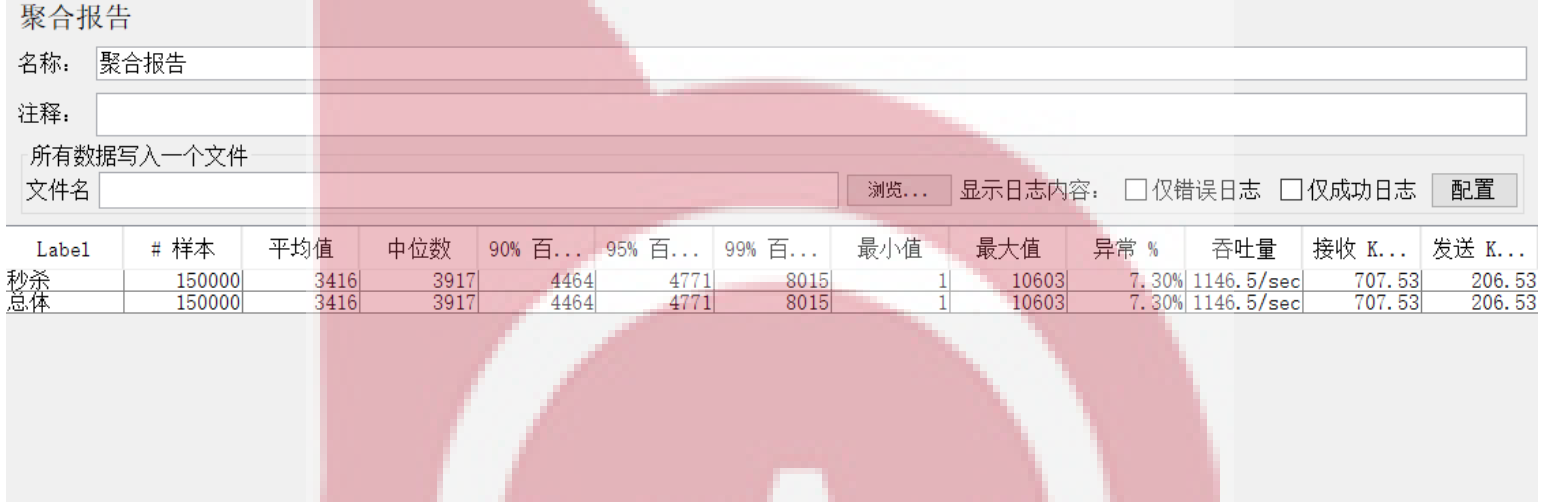 聚合报告
名称： 聚合报告
注释：
所有数据写入一个文件
文件名 浏览... 显示日志内容： 仅错误日志 仅成功日志 配置
Label # 样本 平均值 中位数 90% 百... 95% 百... 99% 百... 最小值 最大值 异常 % 吞吐量 接收 K... 发送 K...
秒杀 150000 3416 3917 4464 4771 8015 1 10603 7.30% 1146.5/sec 707.53 206.53
总体 150000 3416 3917 4464 4771 8015 1 10603 7.30% 1146.5/sec 707.53 206.53